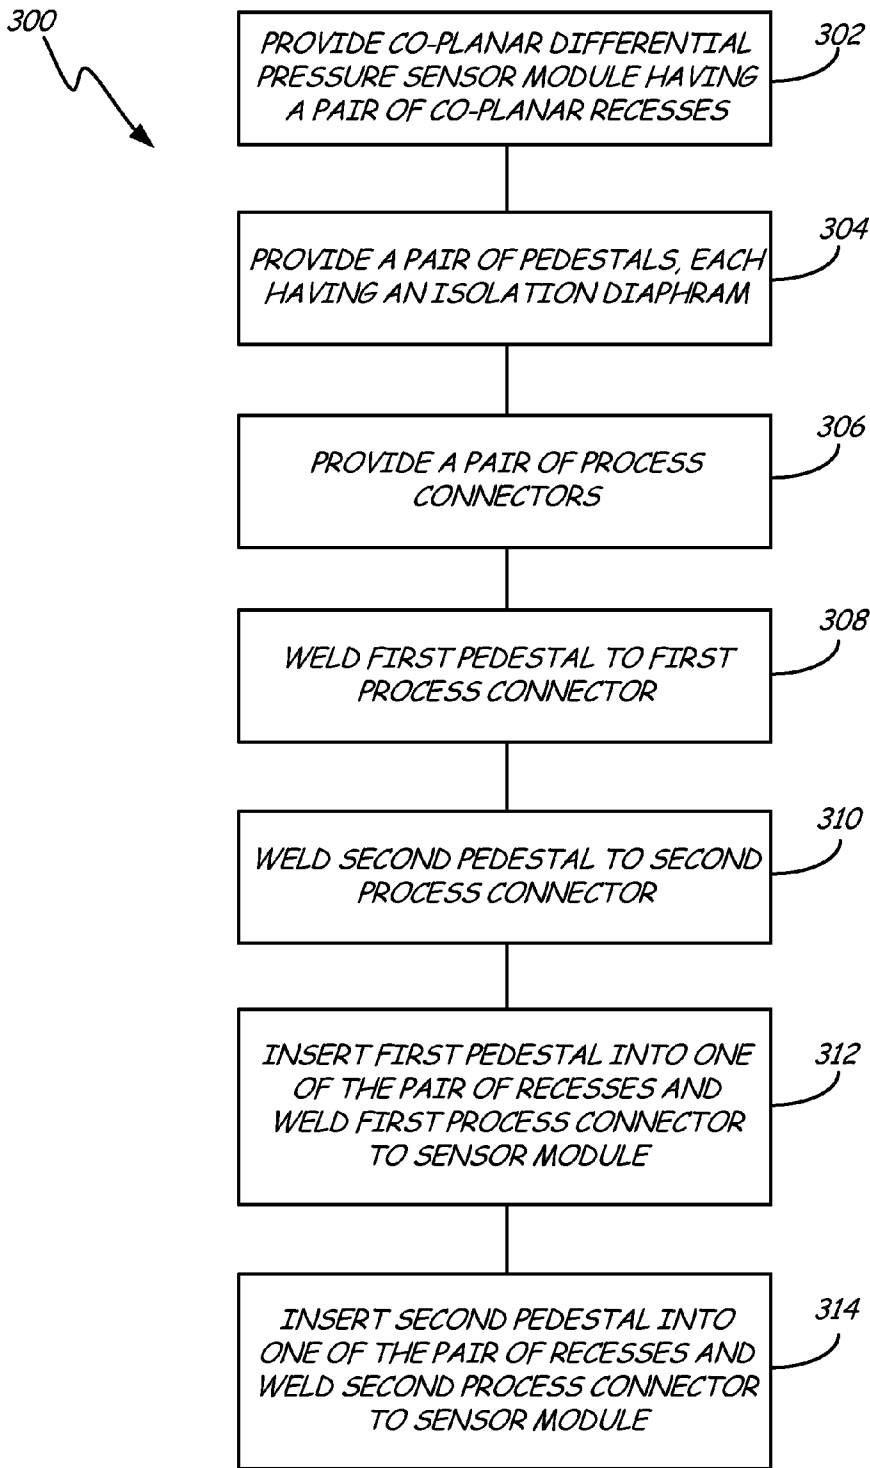 300
PROVIDE CO-PLANAR DIFFERENTIAL
PRESSURE SENSOR MODULE HAVING
A PAIR OF CO-PLANAR RECESSES
302
PROVIDE A PAIR OF PEDESTALS, EACH
HAVING AN ISOLATION DIAPHRAM
304
PROVIDE A PAIR OF PROCESS
CONNECTORS
306
WELD FIRST PEDESTAL TO FIRST
PROCESS CONNECTOR
308
WELD SECOND PEDESTAL TO SECOND
PROCESS CONNECTOR
310
INSERT FIRST PEDESTAL INTO ONE
OF THE PAIR OF RECESSES AND
WELD FIRST PROCESS CONNECTOR
TO SENSOR MODULE
312
INSERT SECOND PEDESTAL INTO
ONE OF THE PAIR OF RECESSES AND
WELD SECOND PROCESS CONNECTOR
TO SENSOR MODULE
314